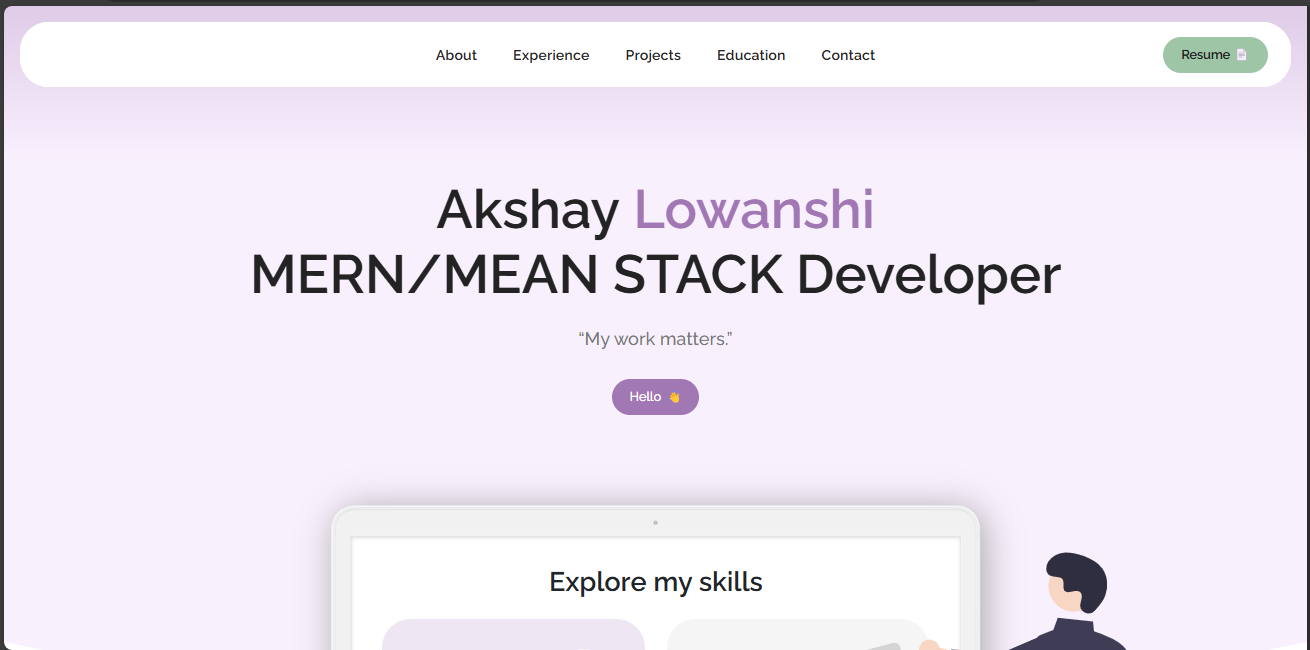 About Experience Projects Education Contact Resume
Akshay Lowanshi
MERN/MEAN STACK Developer
“My work matters.”
Hello 👋
Explore my skills